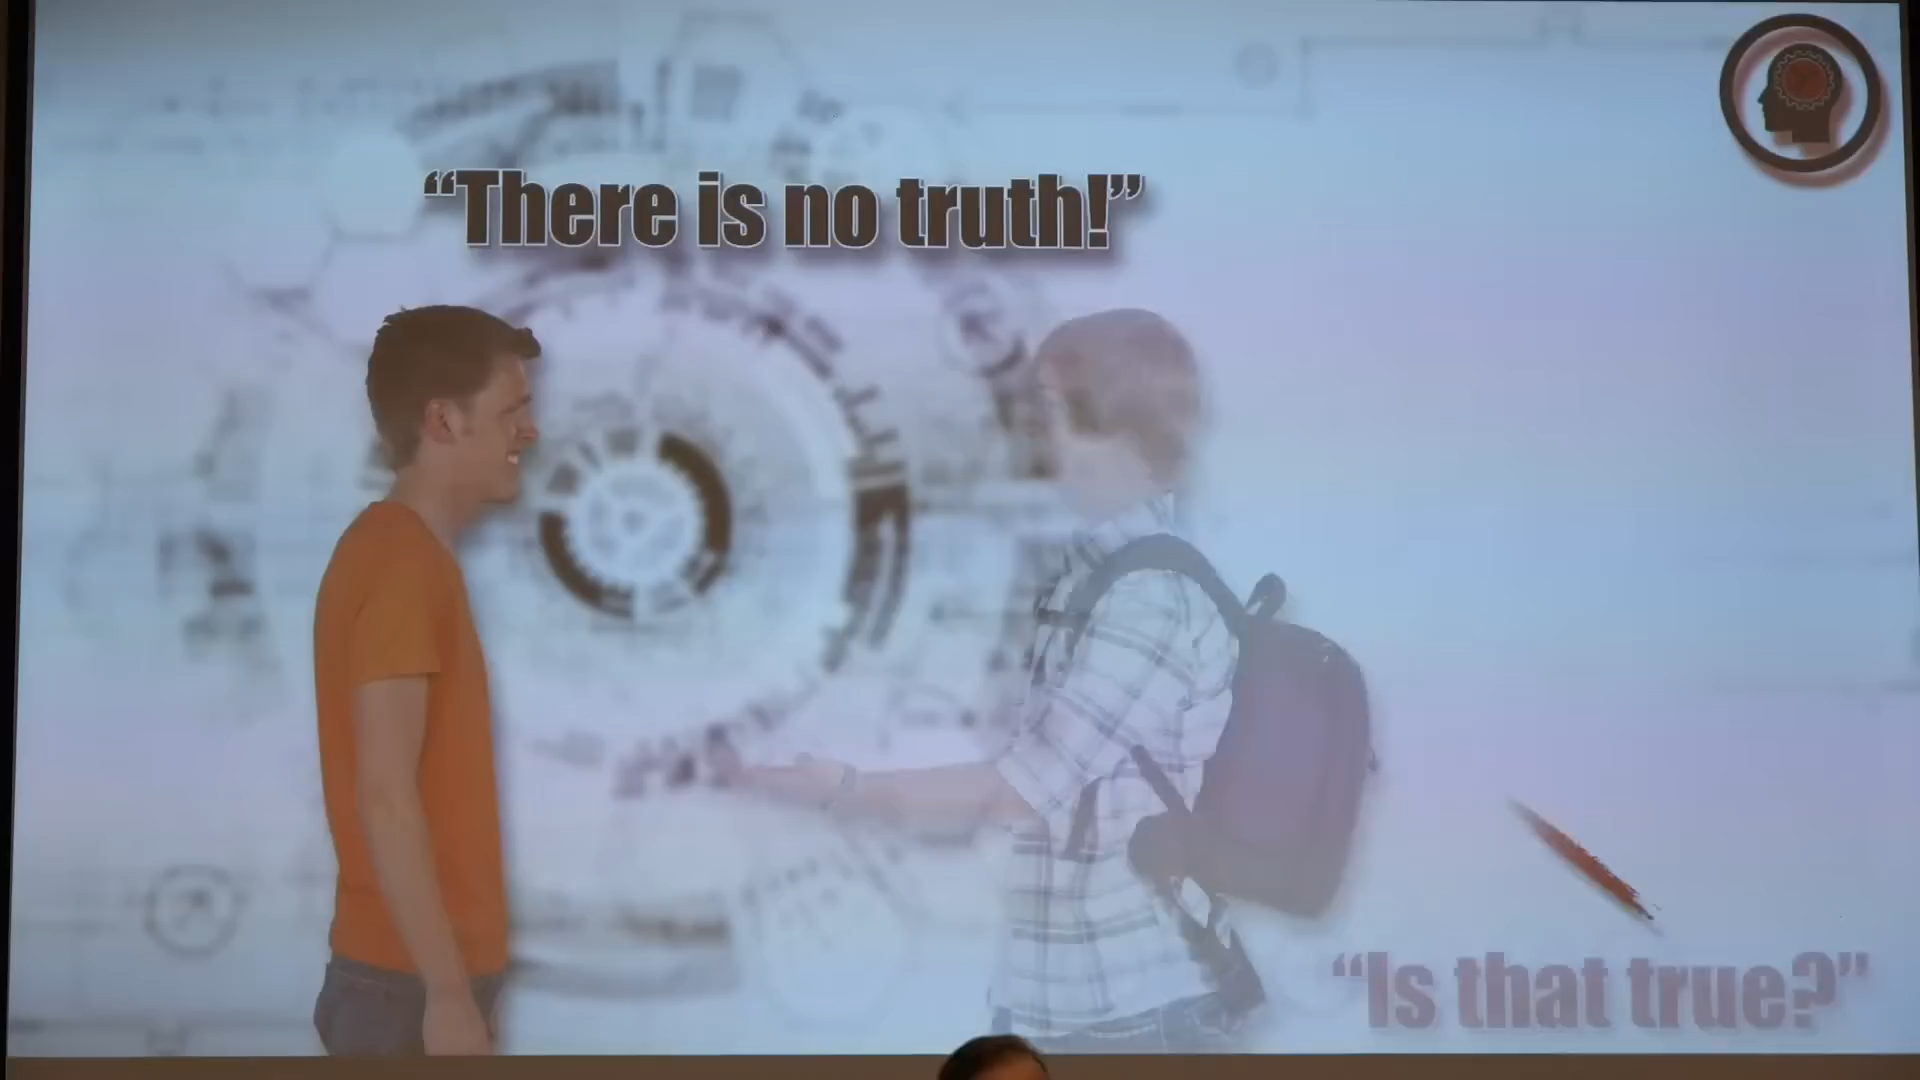 “There is no truth!”
“Is that true?”